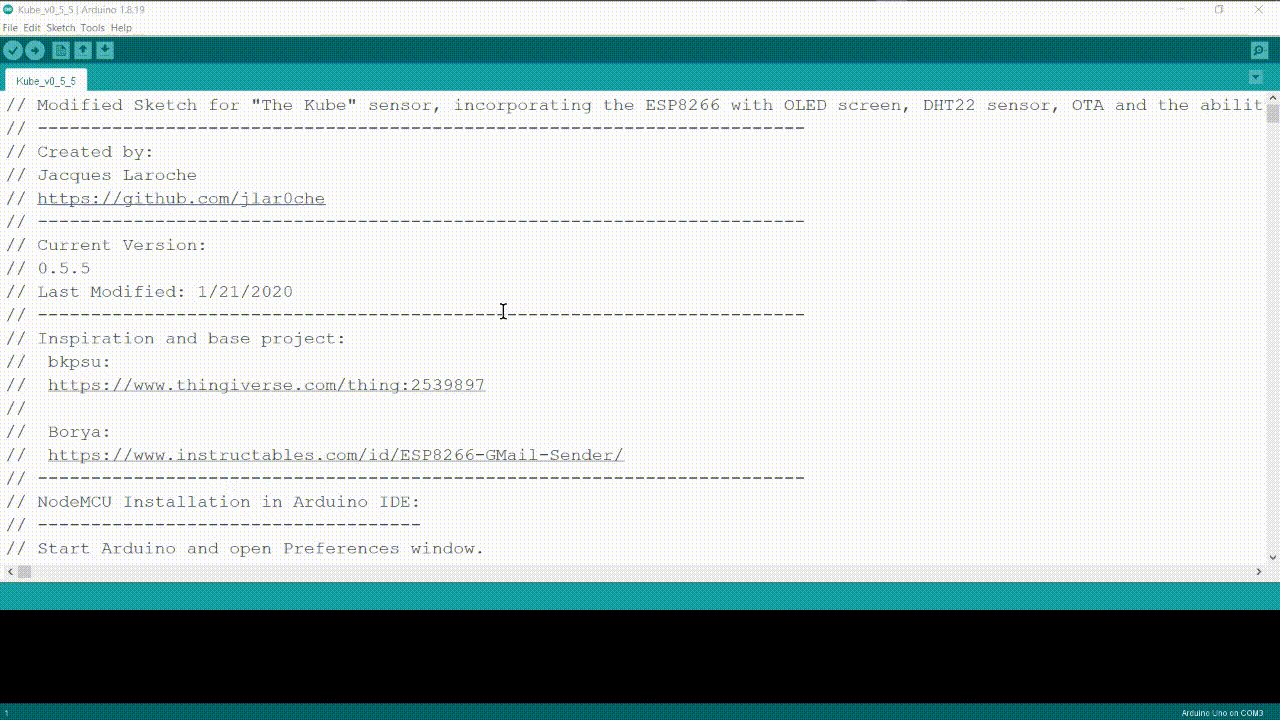 Kube_v0_5_5 | Arduino 1.8.19
File Edit Sketch Tools Help
Kube_v0_5_5
// Modified Sketch for "The Kube" sensor, incorporating the ESP8266 with OLED screen, DHT22 sensor, OTA and the abilit
// ------------------------------------------------------------------------
// Created by:
// Jacques Laroche
// https://github.com/jlar0che
// ------------------------------------------------------------------------
// Current Version:
// 0.5.5
// Last Modified: 1/21/2020
// ------------------------------------------------------------------------
// Inspiration and base project:
//  bkpsu:
//  https://www.thingiverse.com/thing:2539897
//
//  Borya:
//  https://www.instructables.com/id/ESP8266-GMail-Sender/
// ------------------------------------------------------------------------
// NodeMCU Installation in Arduino IDE:
// ------------------------------------
// Start Arduino and open Preferences window.
1
Arduino Uno on COM3